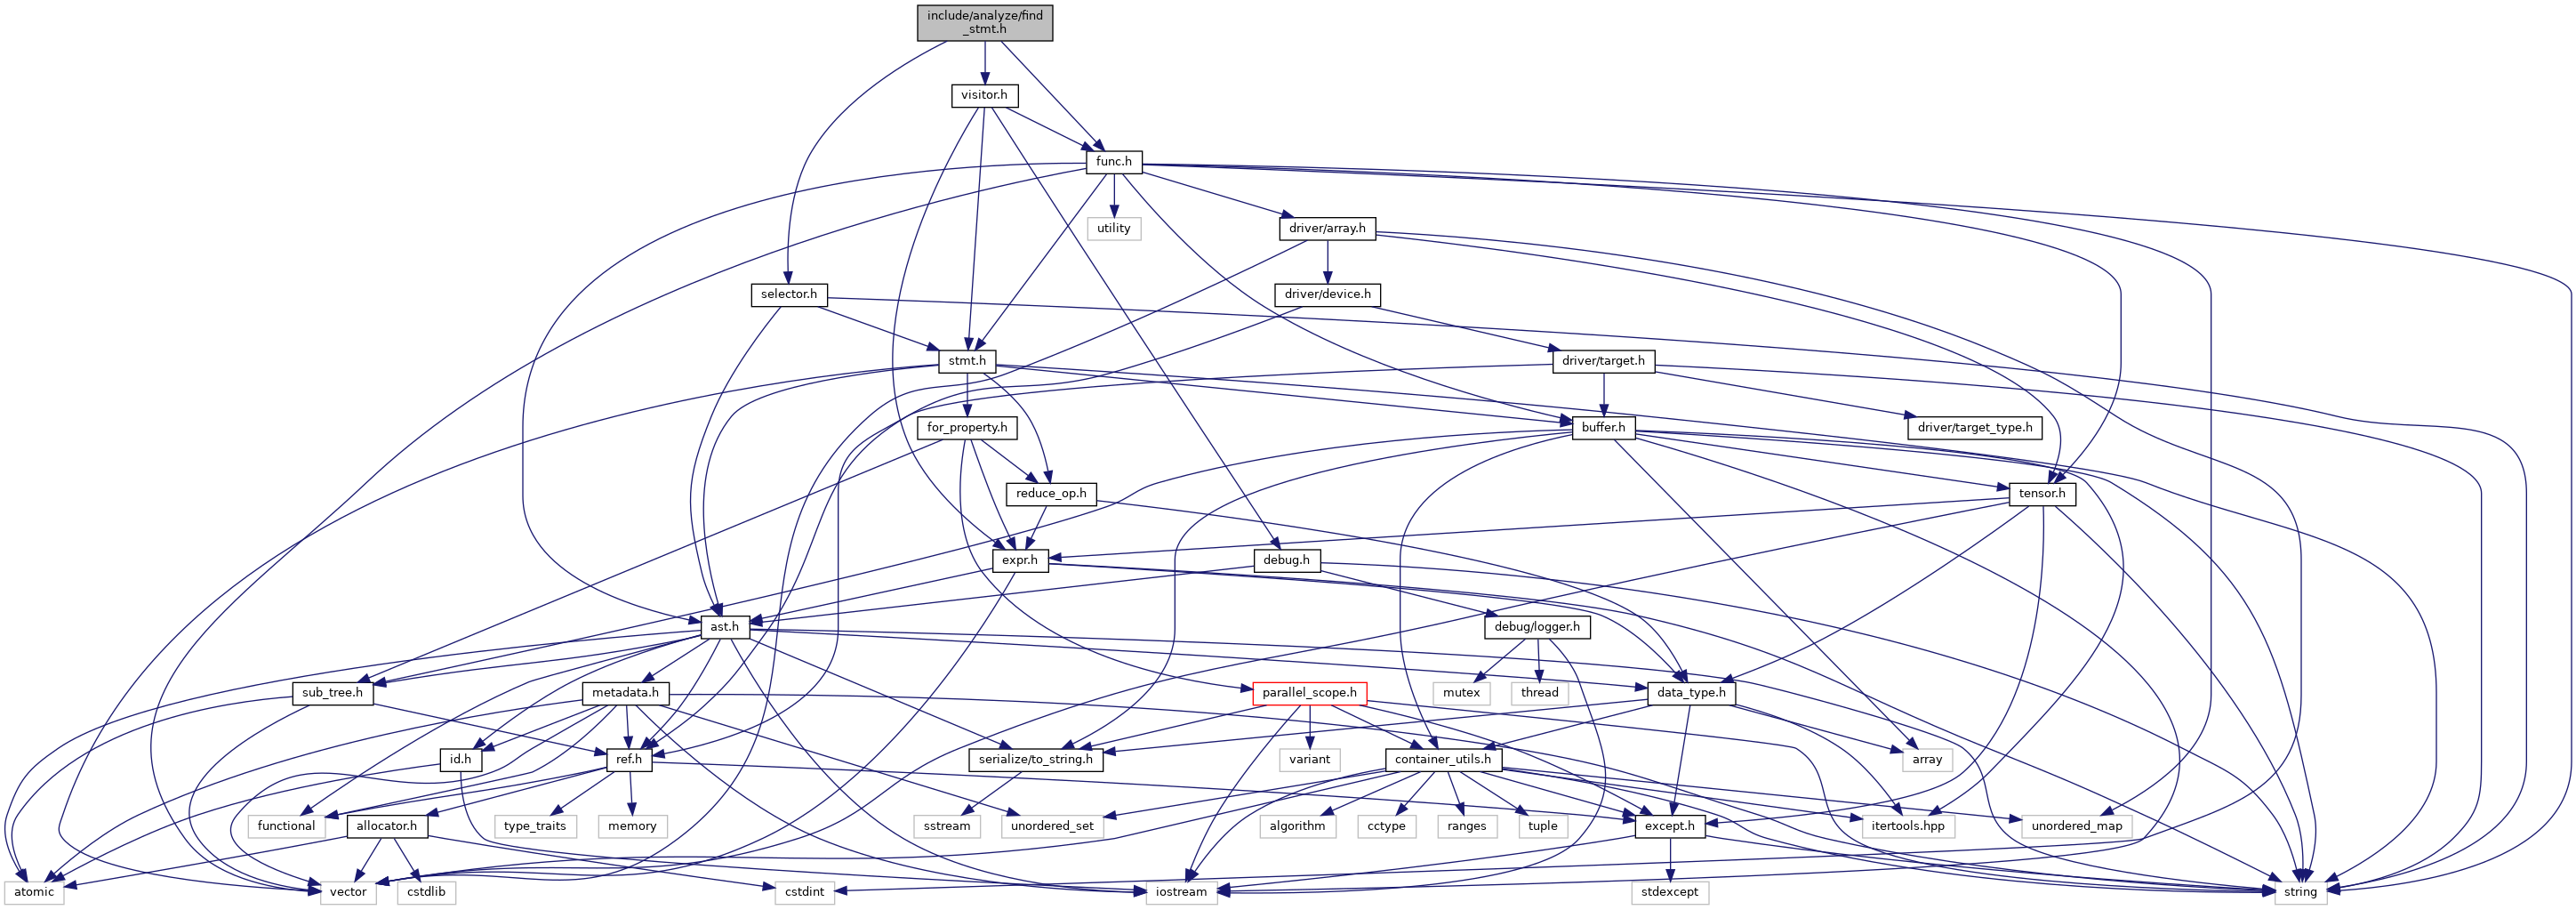 include/analyze/find
_stmt.h
visitor.h
func.h
utility
driver/array.h
selector.h
driver/device.h
stmt.h
driver/target.h
for_property.h
buffer.h
driver/target_type.h
reduce_op.h
tensor.h
expr.h
debug.h
ast.h
debug/logger.h
sub_tree.h
metadata.h
parallel_scope.h
mutex
thread
data_type.h
id.h
ref.h
serialize/to_string.h
variant
container_utils.h
array
functional
allocator.h
type_traits
memory
sstream
unordered_set
algorithm
cctype
ranges
tuple
except.h
itertools.hpp
unordered_map
atomic
vector
cstdlib
cstdint
iostream
stdexcept
string